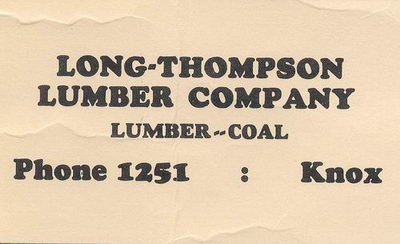 LONG-THOMPSON
LUMBER COMPANY
LUMBER--COAL
Phone 1251 : Knox